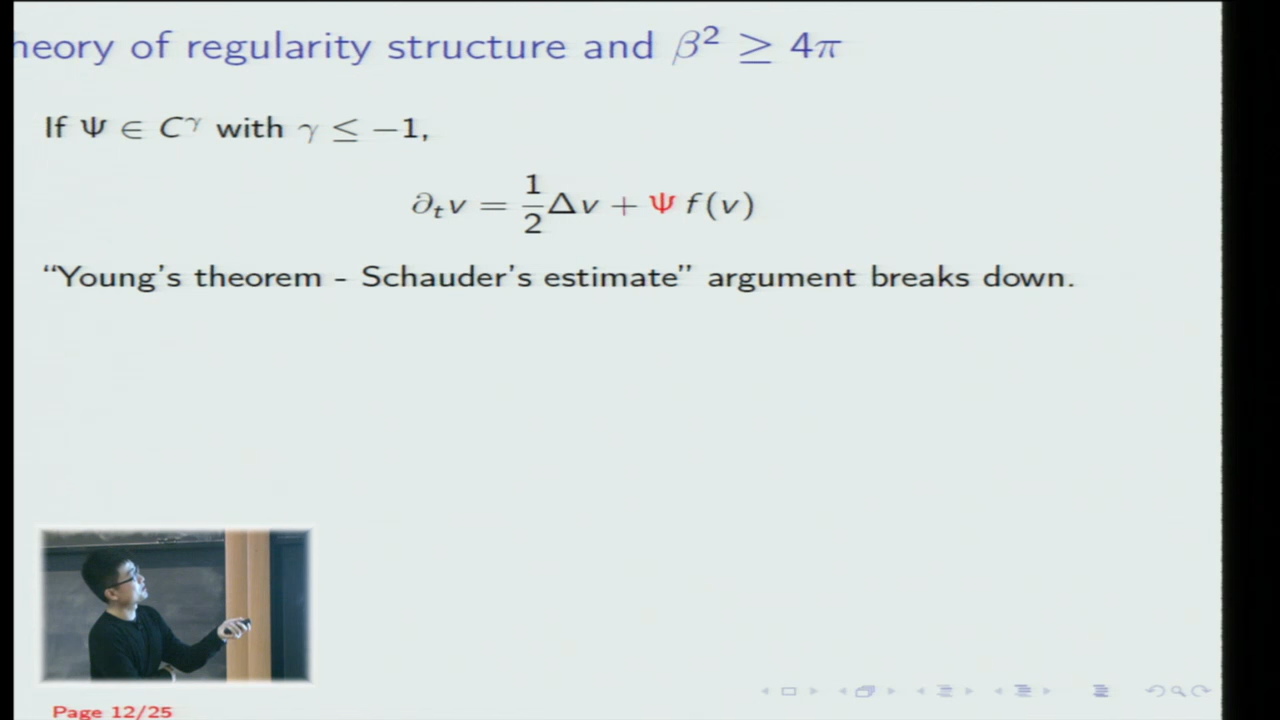 heory of regularity structure and β² ≥ 4π
If Ψ ∈ C^γ with γ ≤ −1,
∂ₜv = 1/2 Δv + Ψ f(v)
“Young's theorem - Schauder's estimate” argument breaks down.
Page 12/25